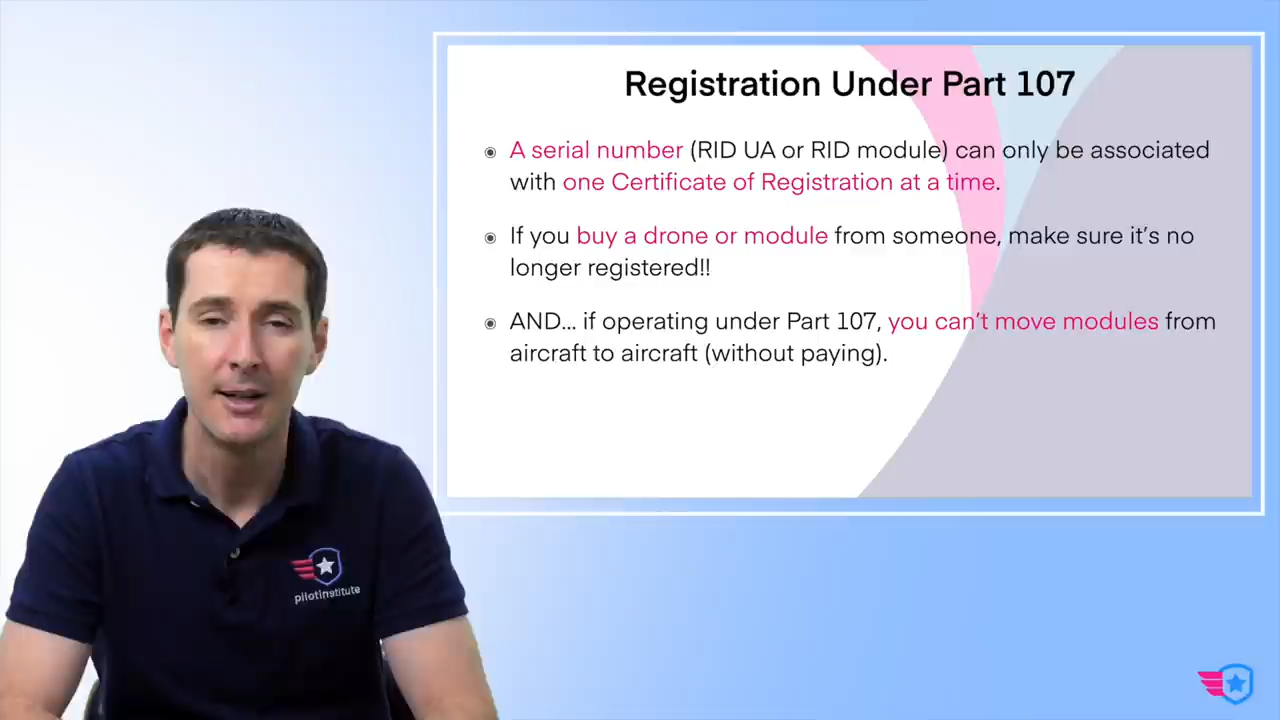 Registration Under Part 107
A serial number (RID UA or RID module) can only be associated
with one Certificate of Registration at a time.
If you buy a drone or module from someone, make sure it's no
longer registered!!
AND... if operating under Part 107, you can't move modules from
aircraft to aircraft (without paying).
pilotinstitute